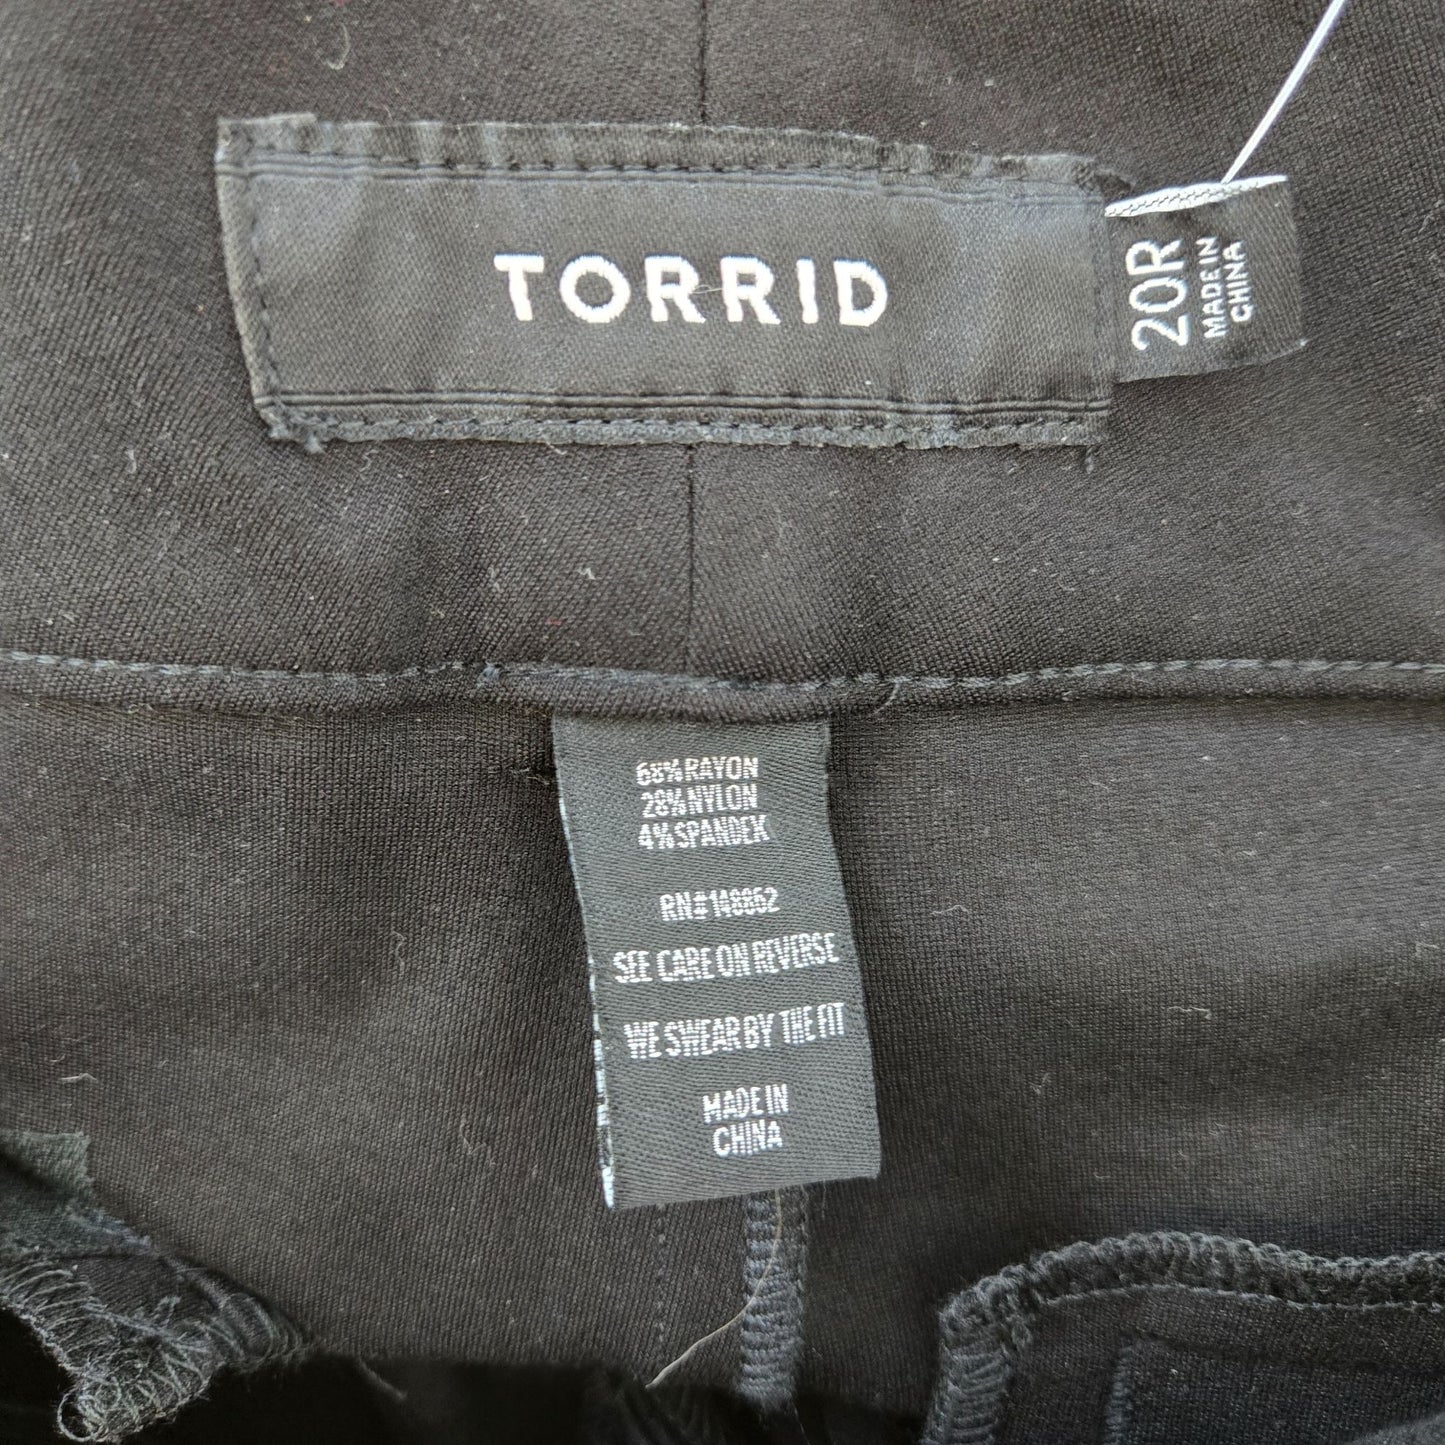 TORRID
20R
MADE IN
CHINA
68% RAYON
28% NYLON
4% SPANDEX
RN#148862
SEE CARE ON REVERSE
WE SWEAR BY THE FIT
MADE IN
CHINA